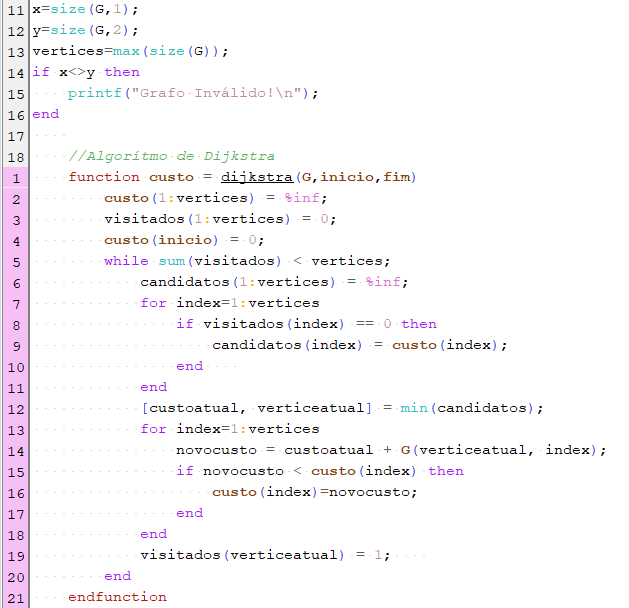 11 x=size(G,1);
12 y=size(G,2);
13 vertices=max(size(G));
14 if x<>y then
15 printf("Grafo Inválido!\n");
16 end
17
18 //Algorítmo de Dijkstra
1 function custo = dijkstra(G,inicio,fim)
2 custo(1:vertices) = %inf;
3 visitados(1:vertices) = 0;
4 custo(inicio) = 0;
5 while sum(visitados) < vertices;
6 candidatos(1:vertices) = %inf;
7 for index=1:vertices
8 if visitados(index) == 0 then
9 candidatos(index) = custo(index);
10 end
11 end
12 [custoatual, verticeatual] = min(candidatos);
13 for index=1:vertices
14 novocusto = custoatual + G(verticeatual, index);
15 if novocusto < custo(index) then
16 custo(index)=novocusto;
17 end
18 end
19 visitados(verticeatual) = 1;
20 end
21 endfunction